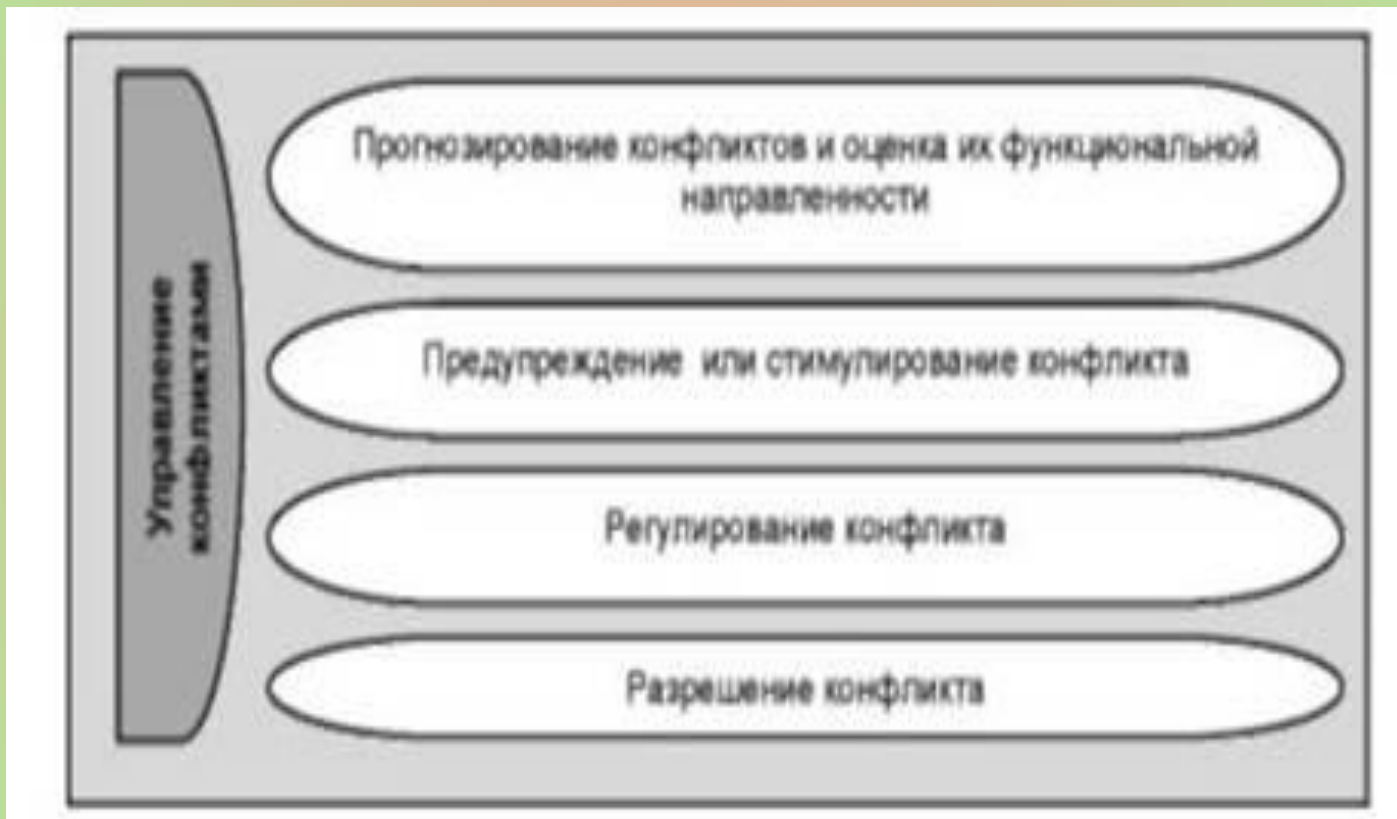 Управление
конфликтами
Прогнозирование конфликтов и оценка их функциональной
направленности
Предупреждение или стимулирование конфликта
Регулирование конфликта
Разрешение конфликта